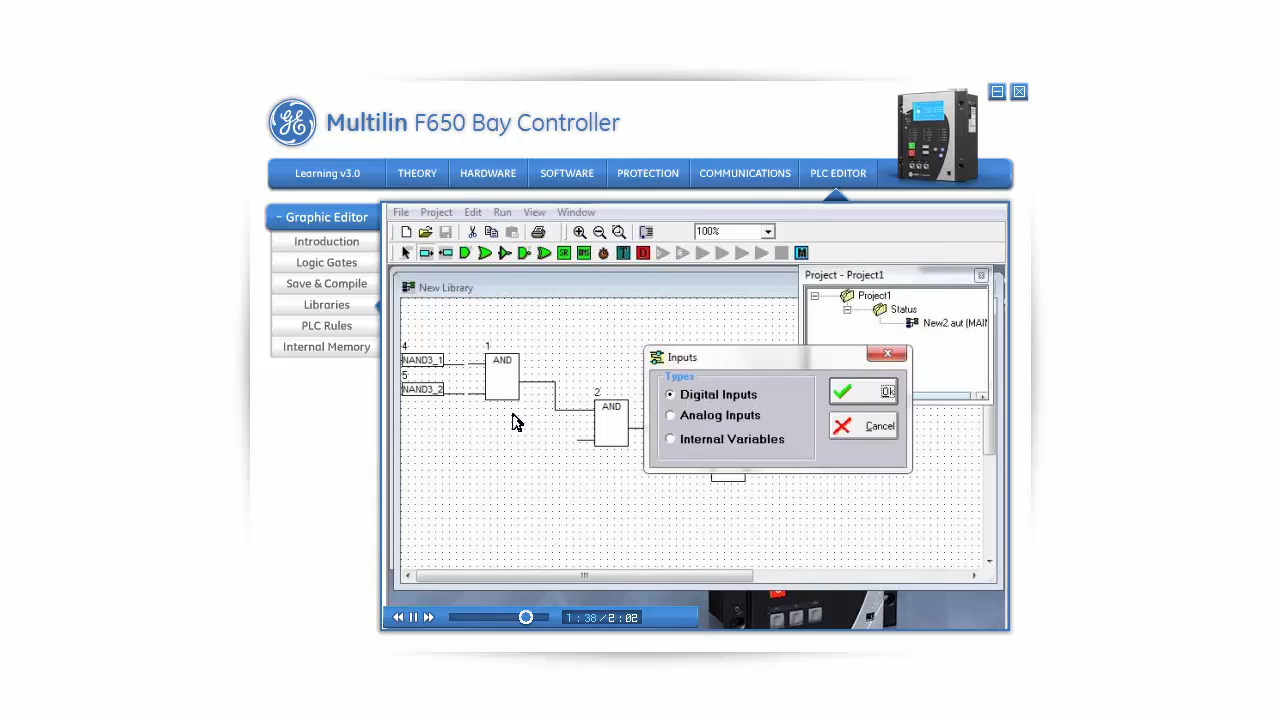 Multilin F650 Bay Controller
Learning v3.0 THEORY HARDWARE SOFTWARE PROTECTION COMMUNICATIONS PLC EDITOR
− Graphic Editor
Introduction
Logic Gates
Save & Compile
Libraries
PLC Rules
Internal Memory
File Project Edit Run View Window
100%
SR T D M
New Library
Project - Project1
Project1
Status
New2.aut (MAIN
4
NAND3_1
5
NAND3_2
1
AND
2
AND
Inputs
Types
Digital Inputs
Analog Inputs
Internal Variables
Ok
Cancel
1:38/2:02